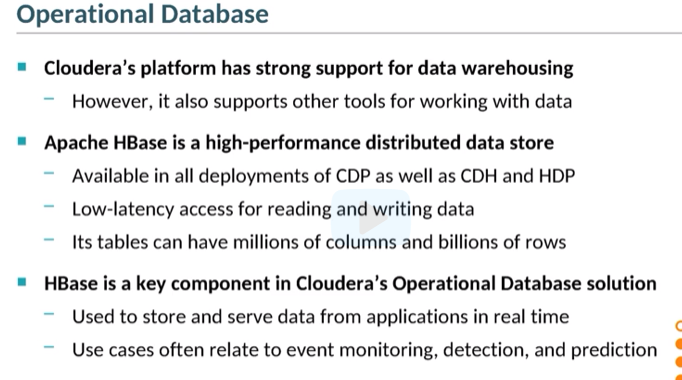 Operational Database
Cloudera's platform has strong support for data warehousing
However, it also supports other tools for working with data
Apache HBase is a high-performance distributed data store
Available in all deployments of CDP as well as CDH and HDP
Low-latency access for reading and writing data
Its tables can have millions of columns and billions of rows
HBase is a key component in Cloudera's Operational Database solution
Used to store and serve data from applications in real time
Use cases often relate to event monitoring, detection, and prediction